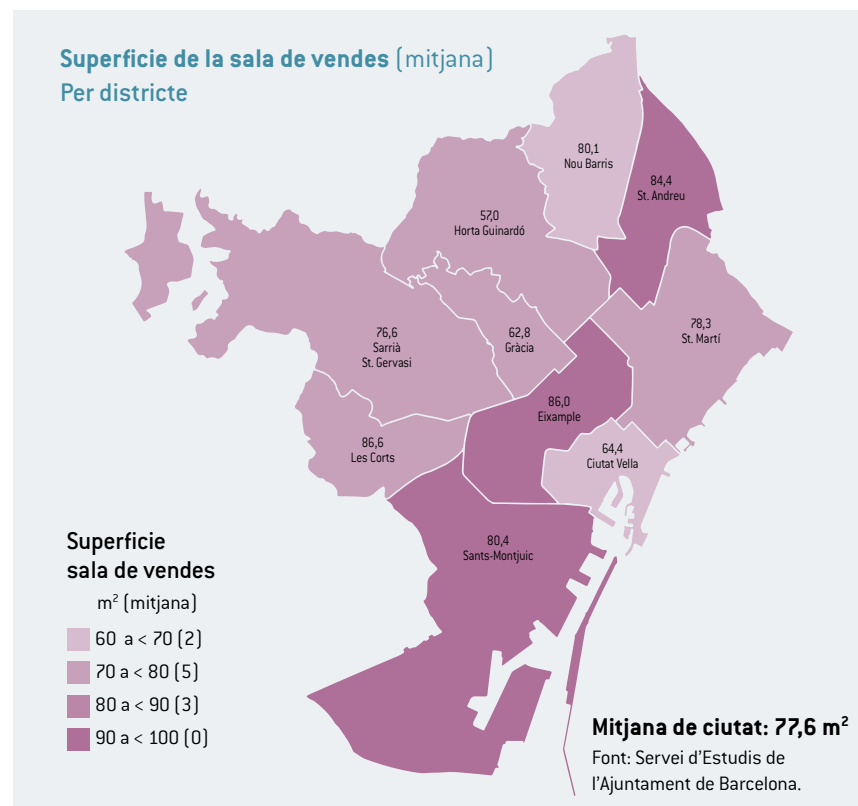 Superficie de la sala de vendes (mitjana)
Per districte
80,1
Nou Barris
84,4
St. Andreu
57,0
Horta Guinardó
76,6
Sarrià
St. Gervasi
62,8
Gràcia
78,3
St. Martí
86,0
Eixample
86,6
Les Corts
64,4
Ciutat Vella
80,4
Sants-Montjuic
Superficie
sala de vendes
m² (mitjana)
60 a < 70 (2)
70 a < 80 (5)
80 a < 90 (3)
90 a < 100 (0)
Mitjana de ciutat: 77,6 m²
Font: Servei d'Estudis de
l'Ajuntament de Barcelona.